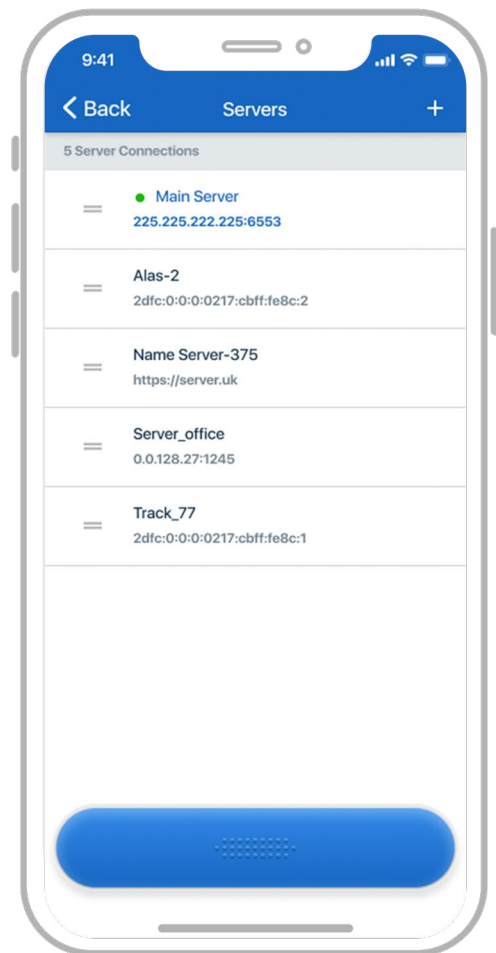 9:41
Back Servers +
5 Server Connections
Main Server
225.225.222.225:6553
Alas-2
2dfc:0:0:0:0217:cbff:fe8c:2
Name Server-375
https://server.uk
Server_office
0.0.128.27:1245
Track_77
2dfc:0:0:0:0217:cbff:fe8c:1